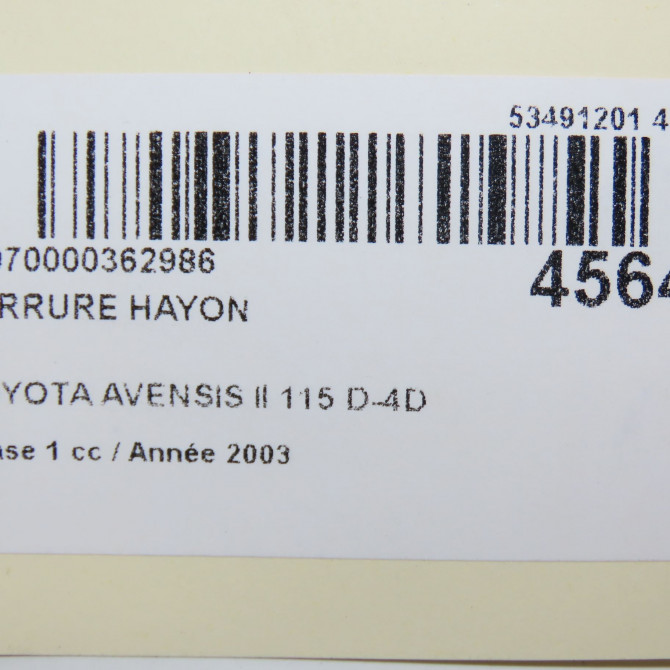 53491201 4
970000362986
RRURE HAYON
4564
YOTA AVENSIS II 115 D-4D
ase 1 cc / Année 2003